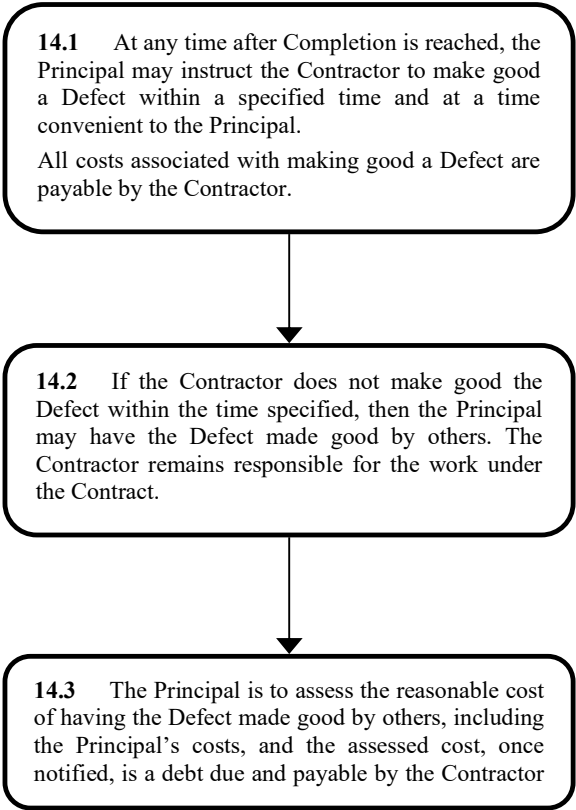 14.1 At any time after Completion is reached, the
Principal may instruct the Contractor to make good
a Defect within a specified time and at a time
convenient to the Principal.
All costs associated with making good a Defect are
payable by the Contractor.
14.2 If the Contractor does not make good the
Defect within the time specified, then the Principal
may have the Defect made good by others. The
Contractor remains responsible for the work under
the Contract.
14.3 The Principal is to assess the reasonable cost
of having the Defect made good by others, including
the Principal's costs, and the assessed cost, once
notified, is a debt due and payable by the Contractor